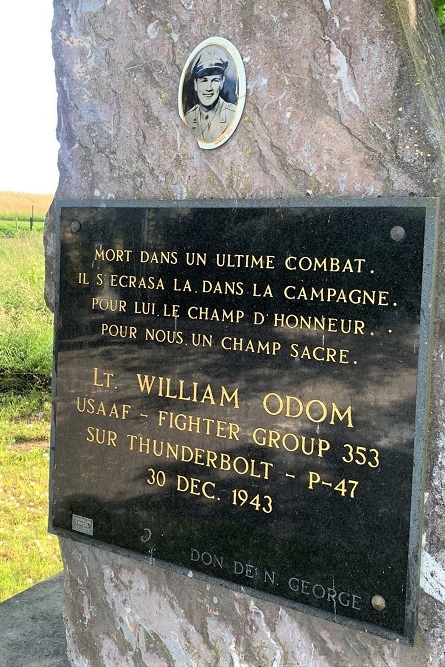 MORT DANS UN ULTIME COMBAT.
IL S'ECRASA LA. DANS LA CAMPAGNE.
POUR LUI. LE CHAMP D'HONNEUR. .
POUR NOUS. UN CHAMP SACRE.
LT. WILLIAM ODOM
USAAF - FIGHTER GROUP 353
SUR THUNDERBOLT - P-47
30 DEC. 1943
DON DE N. GEORGE